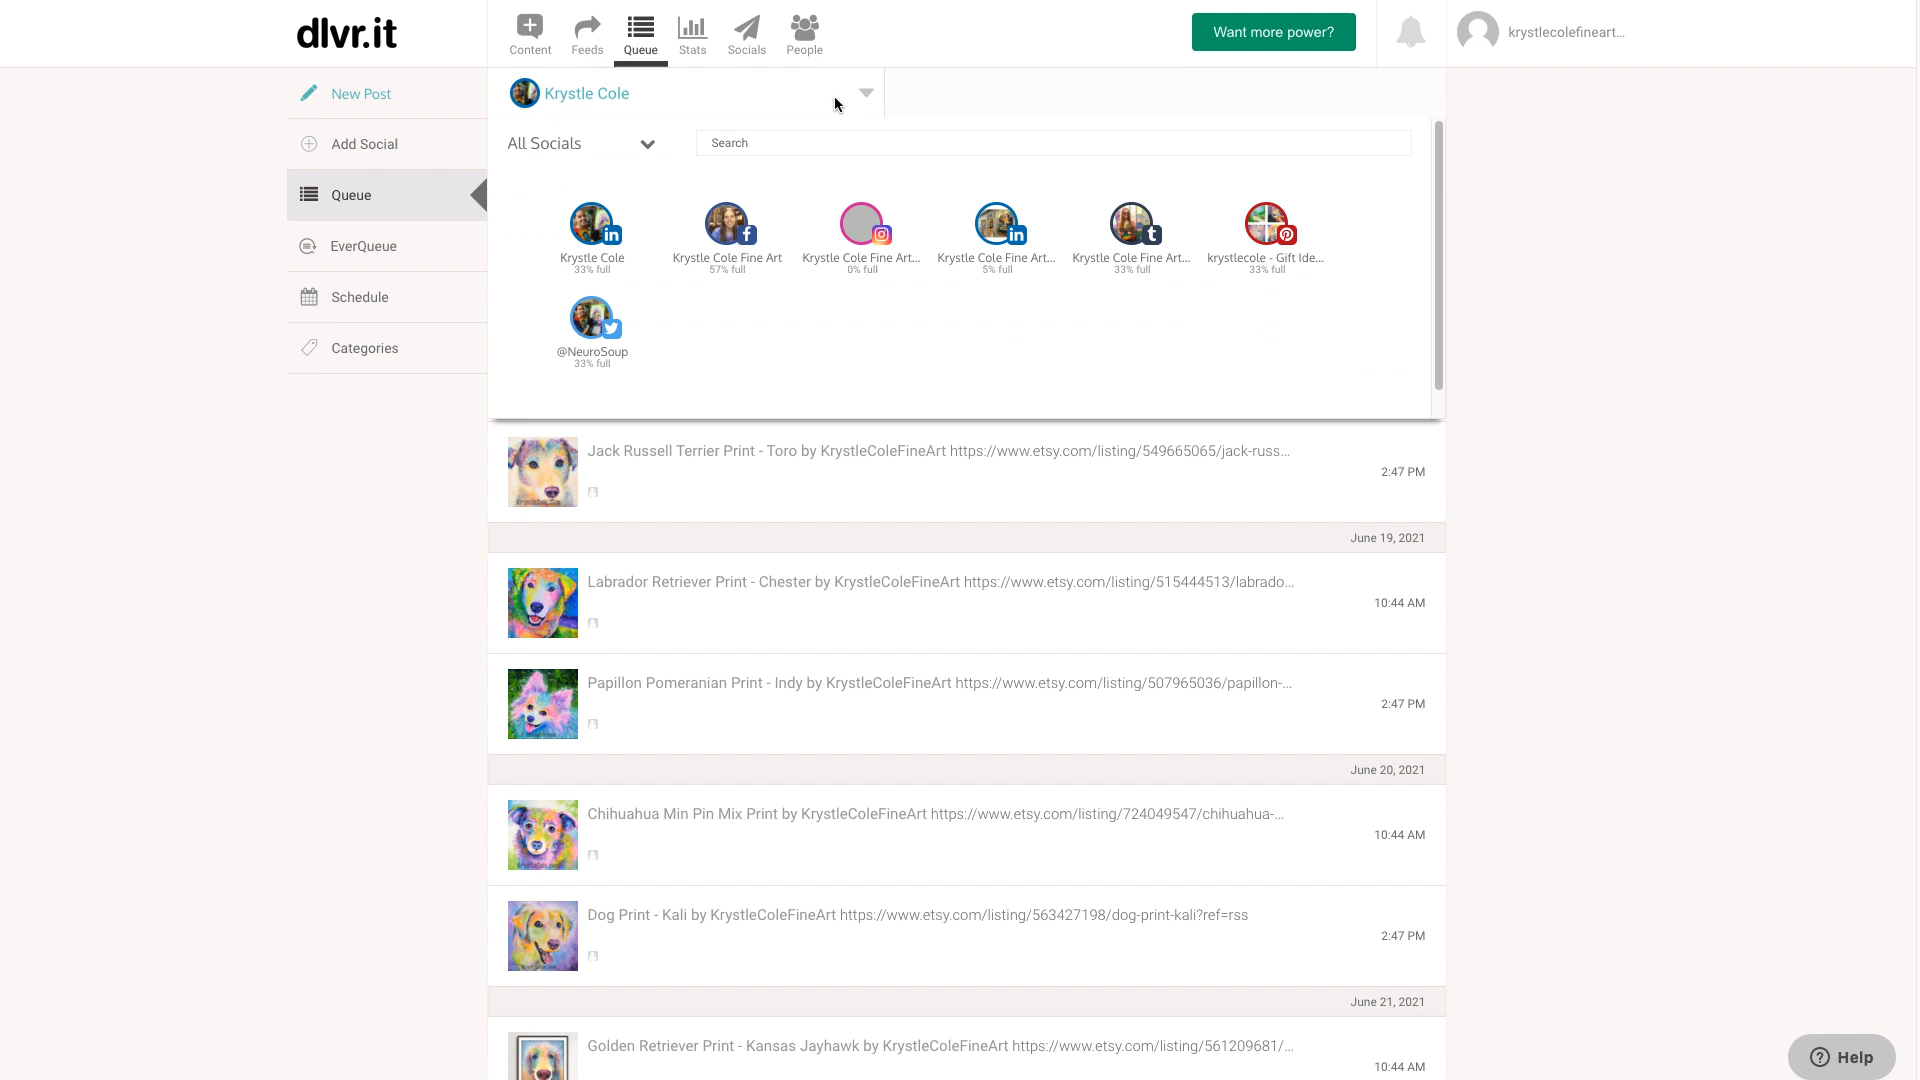 dlvr.it
Content
Feeds
Queue
Stats
Socials
People
Want more power?
krystlecolefineart...
New Post
Add Social
Queue
EverQueue
Schedule
Categories
Krystle Cole
All Socials
Search
Krystle Cole
33% full
Krystle Cole Fine Art
57% full
Krystle Cole Fine Art...
0% full
Krystle Cole Fine Art...
5% full
Krystle Cole Fine Art...
33% full
krystlecole - Gift Ide...
33% full
@NeuroSoup
33% full
Jack Russell Terrier Print - Toro by KrystleColeFineArt https://www.etsy.com/listing/549665065/jack-russ...
2:47 PM
June 19, 2021
Labrador Retriever Print - Chester by KrystleColeFineArt https://www.etsy.com/listing/515444513/labrado...
10:44 AM
Papillon Pomeranian Print - Indy by KrystleColeFineArt https://www.etsy.com/listing/507965036/papillon-...
2:47 PM
June 20, 2021
Chihuahua Min Pin Mix Print by KrystleColeFineArt https://www.etsy.com/listing/724049547/chihuahua-...
10:44 AM
Dog Print - Kali by KrystleColeFineArt https://www.etsy.com/listing/563427198/dog-print-kali?ref=rss
2:47 PM
June 21, 2021
Golden Retriever Print - Kansas Jayhawk by KrystleColeFineArt https://www.etsy.com/listing/561209681/...
10:44 AM
Help